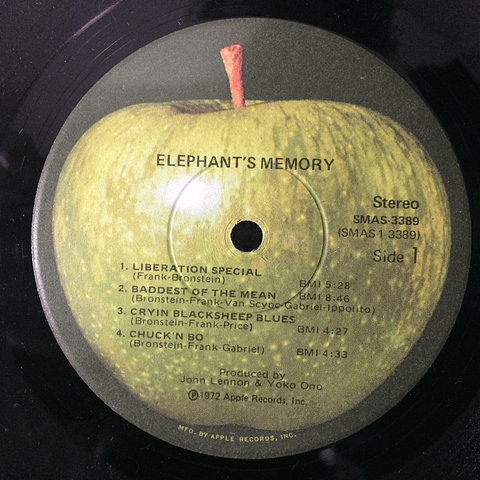 ELEPHANT'S MEMORY
Stereo
SMAS-3389
(SMAS 1 3389)
Side 1
1. LIBERATION SPECIAL
(Frank-Bronstein) BMI 5:28
2. BADDEST OF THE MEAN BMI 8:46
(Bronstein-Frank-Van Scyoc-Gabriel-Ippolito)
3. CRYIN BLACKSHEEP BLUES
(Bronstein-Frank-Price) BMI 4:27
4. CHUCK'N BO
(Bronstein-Frank-Gabriel) BMI 4:33
Produced by
John Lennon & Yoko Ono
Ⓟ1972 Apple Records, Inc.
MFD. BY APPLE RECORDS, INC.